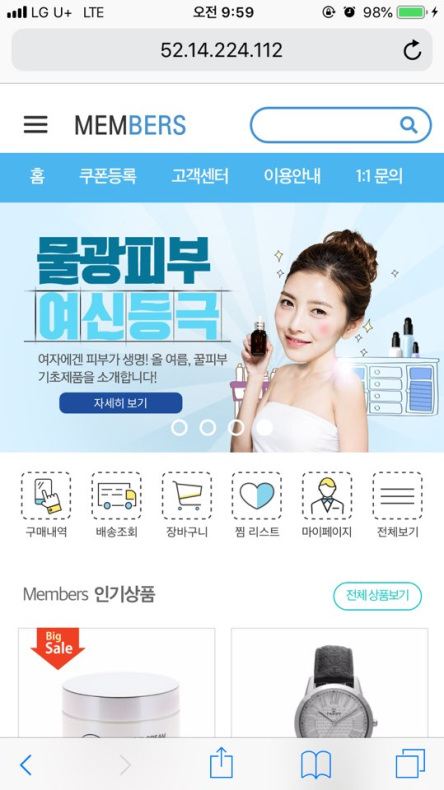 LG U+ LTE 오전 9:59 98%
52.14.224.112
MEMBERS
홈 쿠폰등록 고객센터 이용안내 1:1 문의
물광피부
여신등극
여자에겐 피부가 생명! 올 여름, 꿀피부
기초제품을 소개합니다!
자세히 보기
구매내역 배송조회 장바구니 찜 리스트 마이페이지 전체보기
Members 인기상품 전체 상품보기
Big
Sale